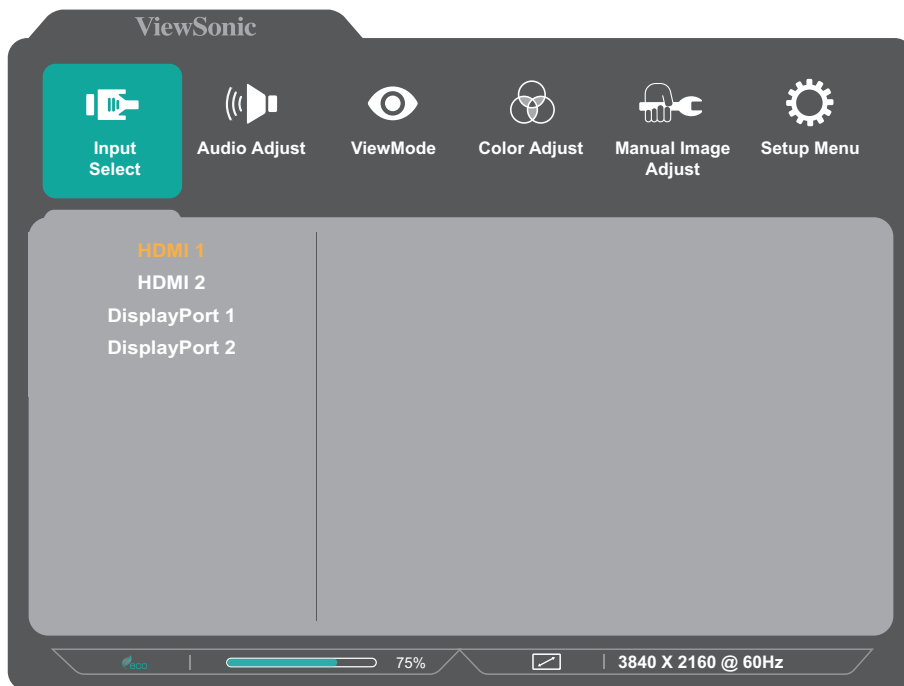 ViewSonic
Input
Select
Audio Adjust
ViewMode
Color Adjust
Manual Image
Adjust
Setup Menu
HDMI 1
HDMI 2
DisplayPort 1
DisplayPort 2
eco
75%
3840 X 2160 @ 60Hz